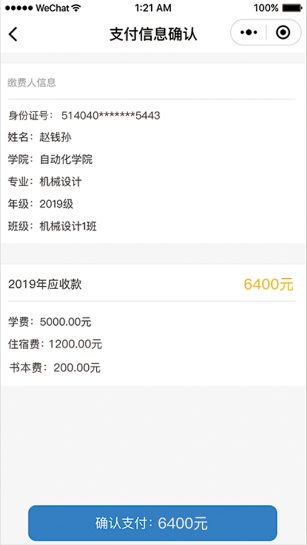 WeChat 1:21 AM 100%
支付信息确认
缴费人信息
身份证号： 514040*******5443
姓名：赵钱孙
学院：自动化学院
专业：机械设计
年级：2019级
班级：机械设计1班
2019年应收款 6400元
学费：5000.00元
住宿费：1200.00元
书本费：200.00元
确认支付：6400元